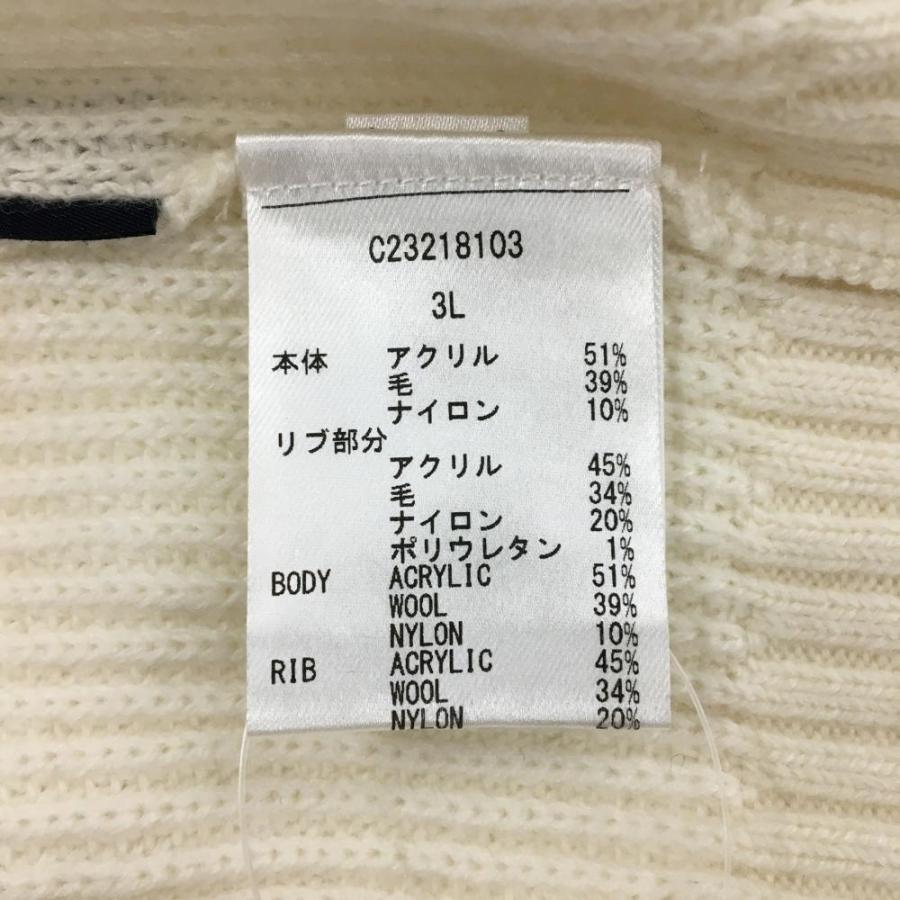 C23218103
3L
本体 アクリル 51%
毛 39%
ナイロン 10%
リブ部分
アクリル 45%
毛 34%
ナイロン 20%
ポリウレタン 1%
BODY ACRYLIC 51%
WOOL 39%
NYLON 10%
RIB ACRYLIC 45%
WOOL 34%
NYLON 20%